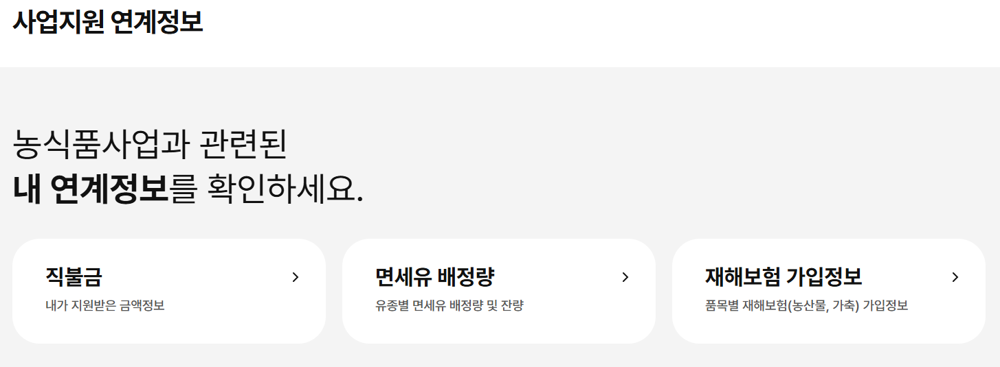 사업지원 연계정보
농식품사업과 관련된
내 연계정보를 확인하세요.
직불금
내가 지원받은 금액정보
면세유 배정량
유종별 면세유 배정량 및 잔량
재해보험 가입정보
품목별 재해보험(농산물, 가축) 가입정보